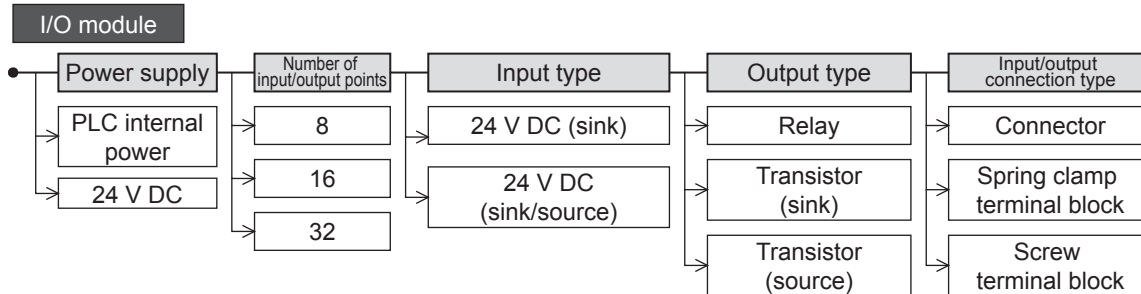 I/O module
Power supply
PLC internal
power
24 V DC
Number of
input/output points
8
16
32
Input type
24 V DC (sink)
24 V DC
(sink/source)
Output type
Relay
Transistor
(sink)
Transistor
(source)
Input/output
connection type
Connector
Spring clamp
terminal block
Screw
terminal block